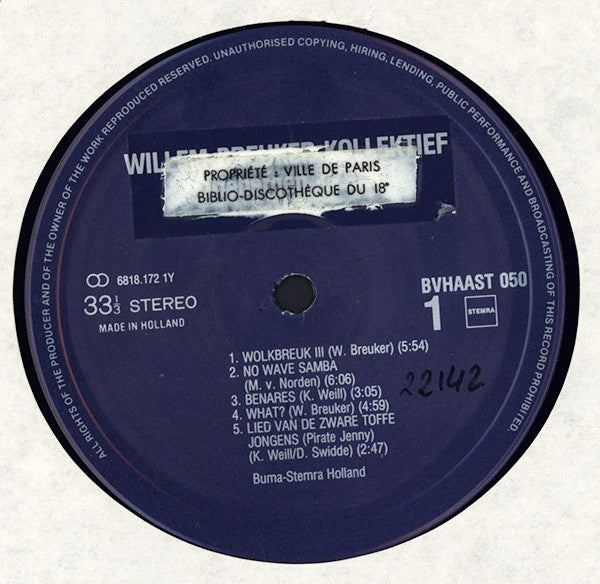 ALL RIGHTS OF THE PRODUCER AND OF THE OWNER OF THE WORK REPRODUCED RESERVED. UNAUTHORISED COPYING, HIRING, LENDING, PUBLIC PERFORMANCE AND BROADCASTING OF THIS RECORD PROHIBITED.
WILLEM BREUKER KOLLEKTIEF
PROPRIÉTÉ : VILLE DE PARIS
BIBLIO-DISCOTHÈQUE DU 18e
6818.172 1Y
33⅓ STEREO
MADE IN HOLLAND
BVHAAST 050
1 STEMRA
1. WOLKBREUK III (W. Breuker) (5:54)
2. NO WAVE SAMBA
(M. v. Norden) (6:06)
3. BENARES (K. Weill) (3:05)
4. WHAT? (W. Breuker) (4:59)
5. LIED VAN DE ZWARE TOFFE
JONGENS (Pirate Jenny)
(K. Weill/D. Swidde) (2:47)
22142
Buma-Stemra Holland